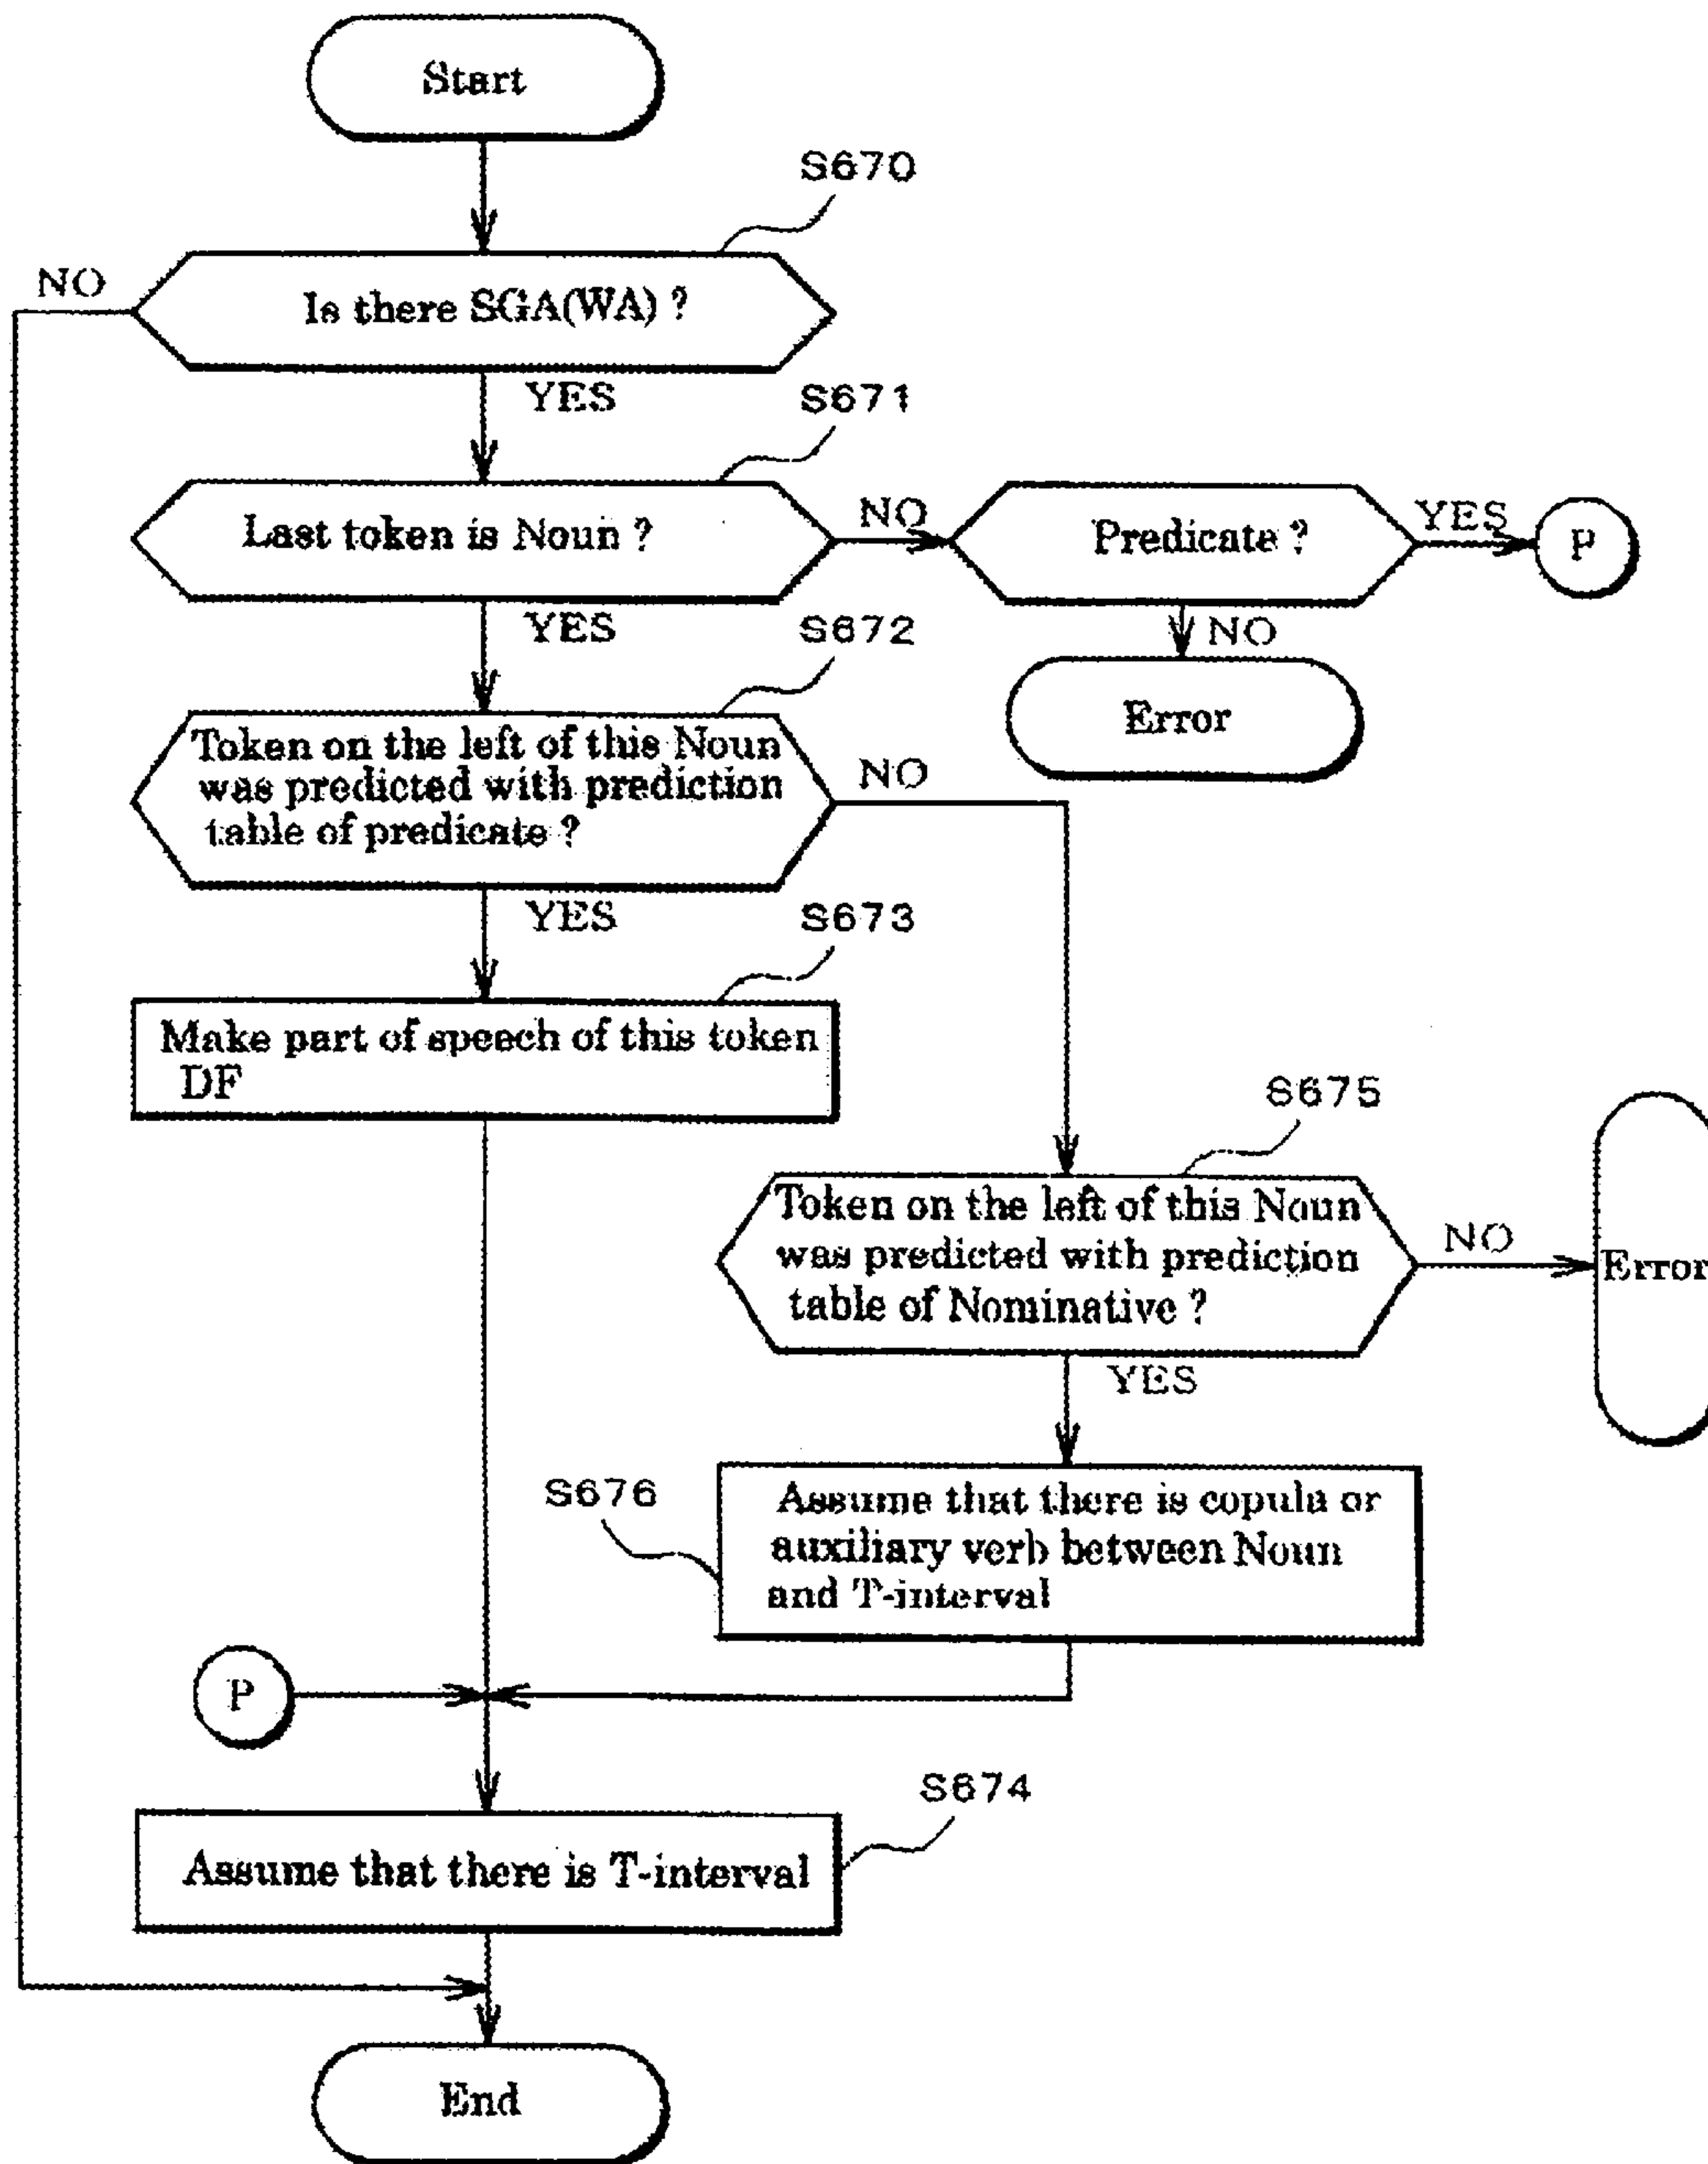 Start
S670
NO
Is there SGA(WA) ?
YES
S671
Last token is Noun ?
NO
Predicate ?
YES
P
YES
S672
NO
Error
Token on the left of this Noun
was predicted with prediction
table of predicate ?
NO
YES
S673
Make part of speech of this token
DF
S675
Token on the left of this Noun
was predicted with prediction
table of Nominative ?
NO
Error
YES
S676
Assume that there is copula or
auxiliary verb between Noun
and T-interval
P
S674
Assume that there is T-interval
End